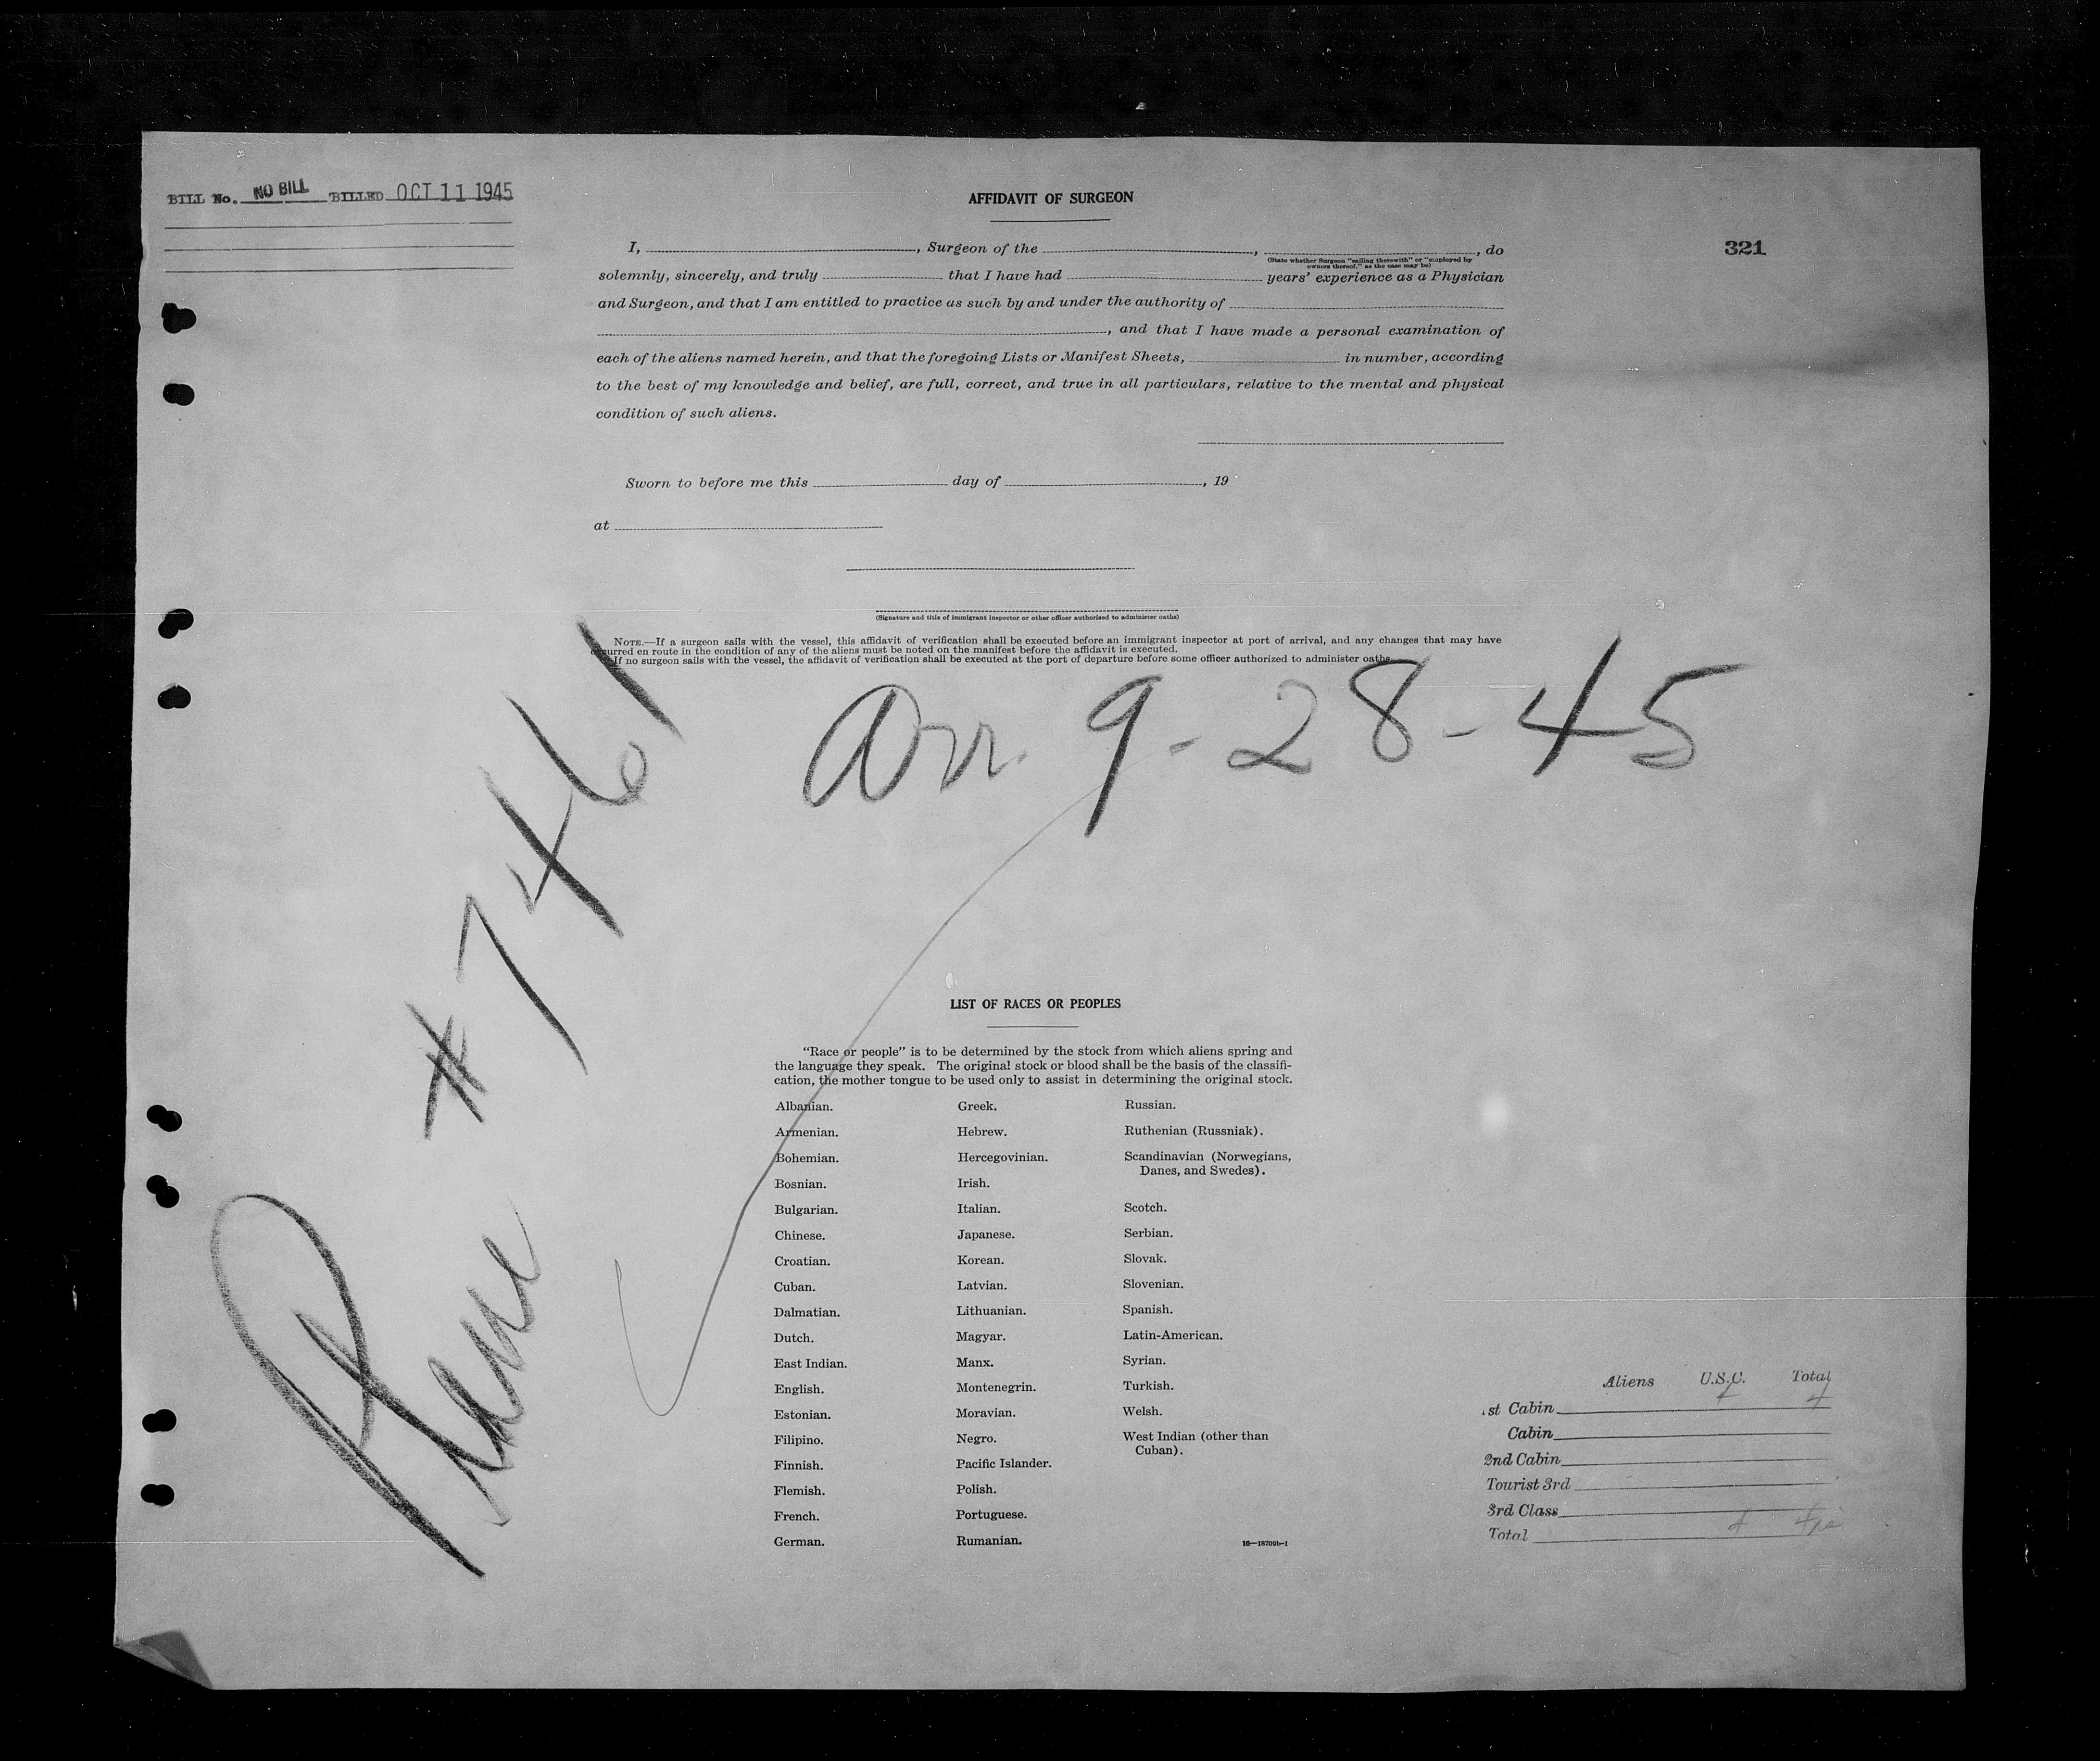 BILL No. NO BILL BILLED OCT 11 1945
AFFIDAVIT OF SURGEON
321
I, , Surgeon of the , , do
(State whether Surgeon "sailing therewith" or "employed by
owners thereof," as the case may be)
solemnly, sincerely, and truly that I have had years' experience as a Physician
and Surgeon, and that I am entitled to practice as such by and under the authority of
, and that I have made a personal examination of
each of the aliens named herein, and that the foregoing Lists or Manifest Sheets, in number, according
to the best of my knowledge and belief, are full, correct, and true in all particulars, relative to the mental and physical
condition of such aliens.
Sworn to before me this day of , 19
at
(Signature and title of immigrant inspector or other officer authorized to administer oaths)
NOTE.—If a surgeon sails with the vessel, this affidavit of verification shall be executed before an immigrant inspector at port of arrival, and any changes that may have
urred en route in the condition of any of the aliens must be noted on the manifest before the affidavit is executed.
If no surgeon sails with the vessel, the affidavit of verification shall be executed at the port of departure before some officer authorized to administer oaths.
Arr. 9-28-45
Plane #7461
LIST OF RACES OR PEOPLES
"Race or people" is to be determined by the stock from which aliens spring and
the language they speak. The original stock or blood shall be the basis of the classifi-
cation, the mother tongue to be used only to assist in determining the original stock.
Albanian.
Armenian.
Bohemian.
Bosnian.
Bulgarian.
Chinese.
Croatian.
Cuban.
Dalmatian.
Dutch.
East Indian.
English.
Estonian.
Filipino.
Finnish.
Flemish.
French.
German.
Greek.
Hebrew.
Hercegovinian.
Irish.
Italian.
Japanese.
Korean.
Latvian.
Lithuanian.
Magyar.
Manx.
Montenegrin.
Moravian.
Negro.
Pacific Islander.
Polish.
Portuguese.
Rumanian.
Russian.
Ruthenian (Russniak).
Scandinavian (Norwegians,
Danes, and Swedes).
Scotch.
Serbian.
Slovak.
Slovenian.
Spanish.
Latin-American.
Syrian.
Turkish.
Welsh.
West Indian (other than
Cuban).
16—18709b-1
Aliens U.S.C. Total
1st Cabin 4 4
Cabin
2nd Cabin
Tourist 3rd
3rd Class
Total 4